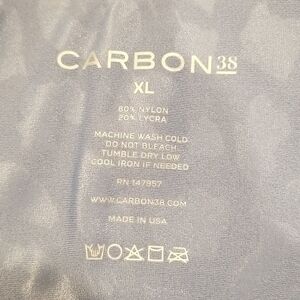 CARBON38
XL
80% NYLON
20% LYCRA
MACHINE WASH COLD
DO NOT BLEACH
TUMBLE DRY LOW
COOL IRON IF NEEDED
RN 147957
WWW.CARBON38.COM
MADE IN USA